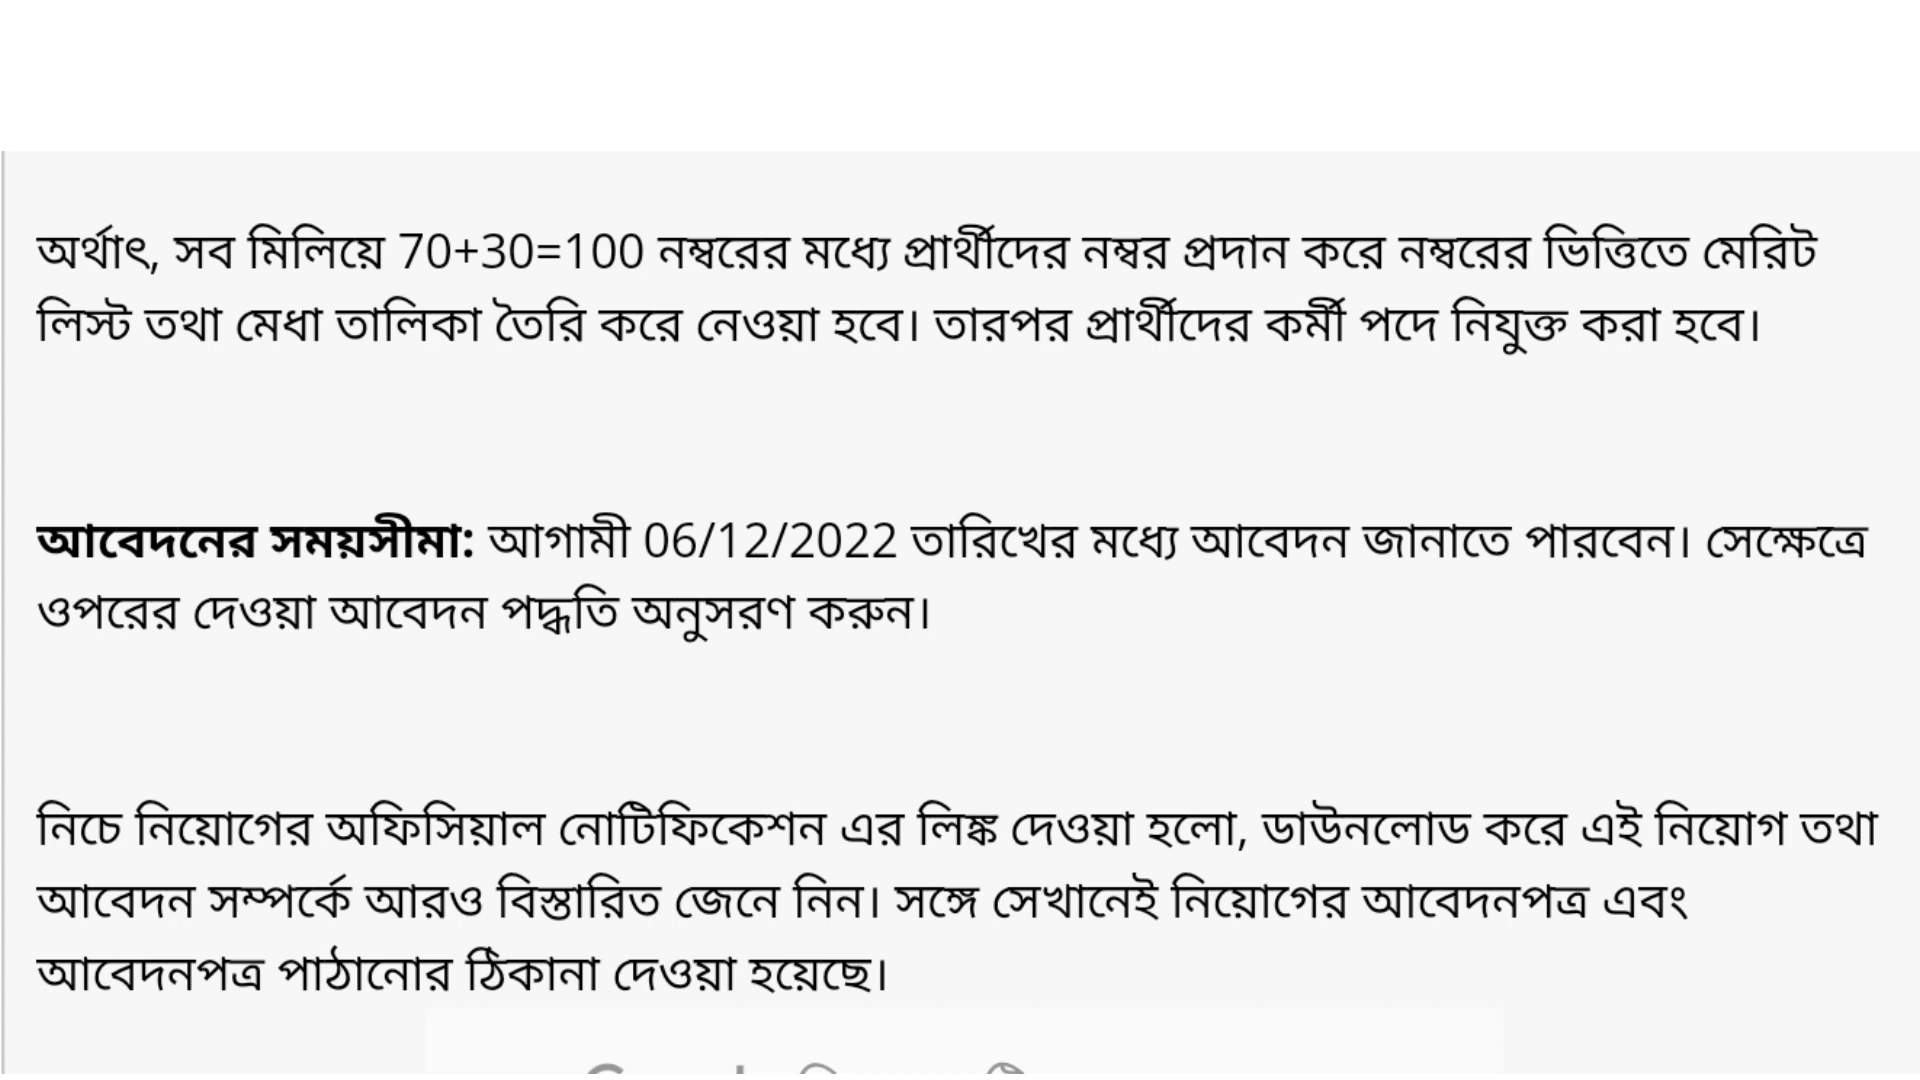 অর্থাৎ, সব মিলিয়ে 70+30=100 নম্বরের মধ্যে প্রার্থীদের নম্বর প্রদান করে নম্বরের ভিত্তিতে মেরিট
লিস্ট তথা মেধা তালিকা তৈরি করে নেওয়া হবে। তারপর প্রার্থীদের কর্মী পদে নিযুক্ত করা হবে।
আবেদনের সময়সীমা: আগামী 06/12/2022 তারিখের মধ্যে আবেদন জানাতে পারবেন। সেক্ষেত্রে
ওপরের দেওয়া আবেদন পদ্ধতি অনুসরণ করুন।
নিচে নিয়োগের অফিসিয়াল নোটিফিকেশন এর লিঙ্ক দেওয়া হলো, ডাউনলোড করে এই নিয়োগ তথা
আবেদন সম্পর্কে আরও বিস্তারিত জেনে নিন। সঙ্গে সেখানেই নিয়োগের আবেদনপত্র এবং
আবেদনপত্র পাঠানোর ঠিকানা দেওয়া হয়েছে।